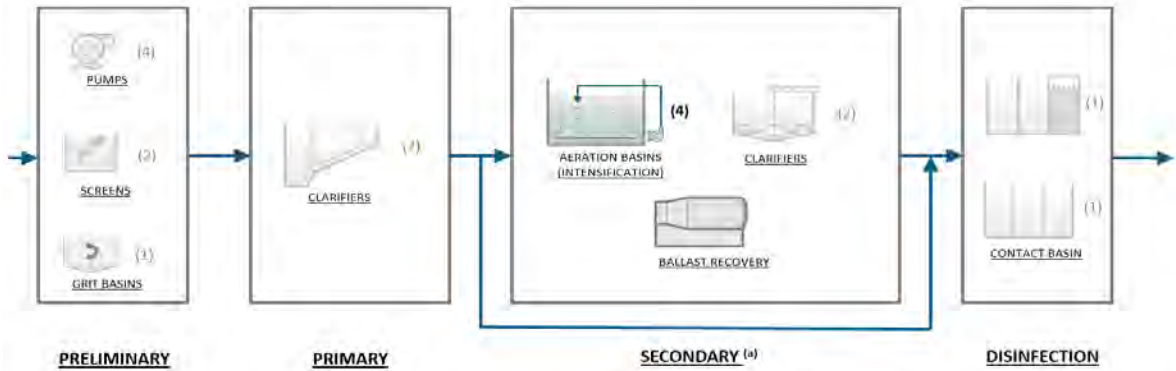 (4)
PUMPS
(2)
SCREENS
GRIT BASINS
PRELIMINARY
CLARIFIERS
PRIMARY
(4)
AERATION BASINS
(INTENSIFICATION)
(2)
CLARIFIERS
BALLAST RECOVERY
SECONDARY (a)
(1)
(1)
CONTACT BASIN
DISINFECTION